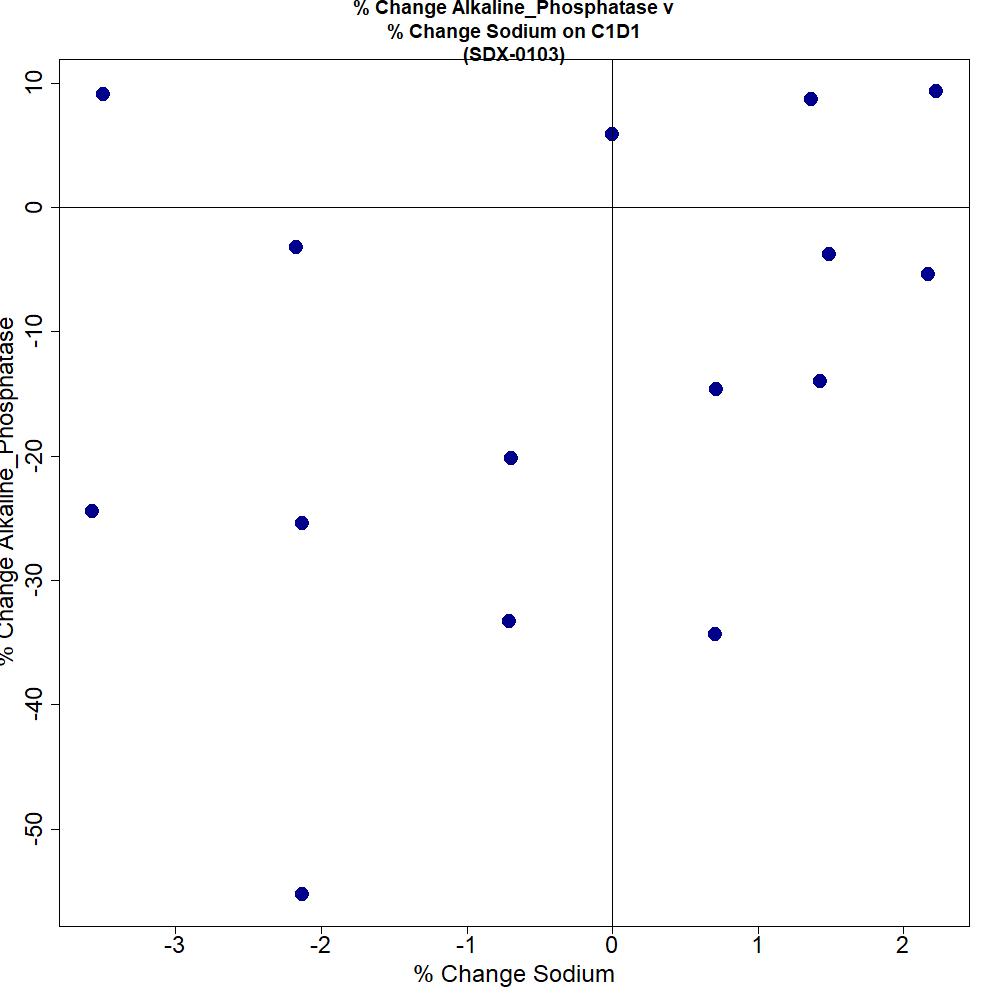 % Change Alkaline_Phosphatase v
% Change Sodium on C1D1
(SDX-0103)
10
0
-10
-20
-30
-40
-50
% Change Alkaline_Phosphatase
-3
-2
-1
0
1
2
% Change Sodium